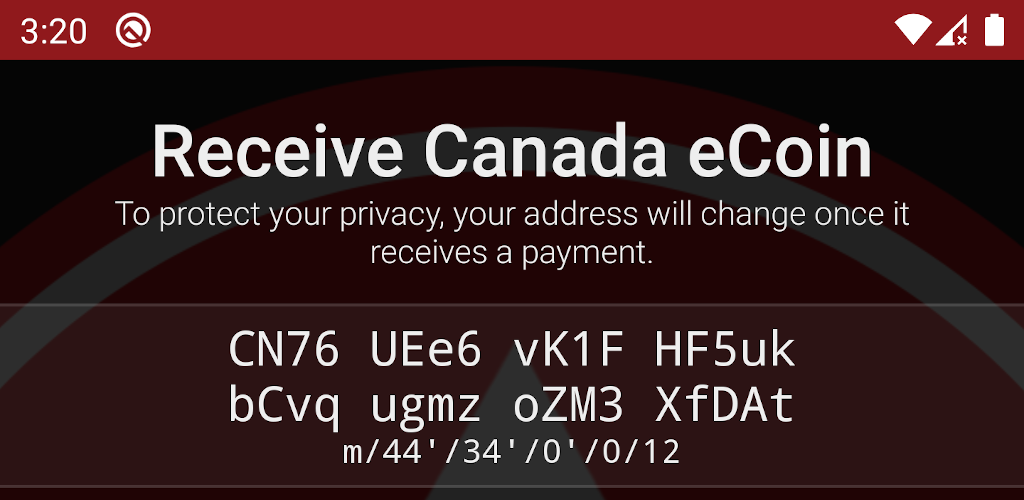 3:20
Receive Canada eCoin
To protect your privacy, your address will change once it
receives a payment.
CN76 UEe6 vK1F HF5uk
bCvq ugmz oZM3 XfDAt
m/44'/34'/0'/0/12